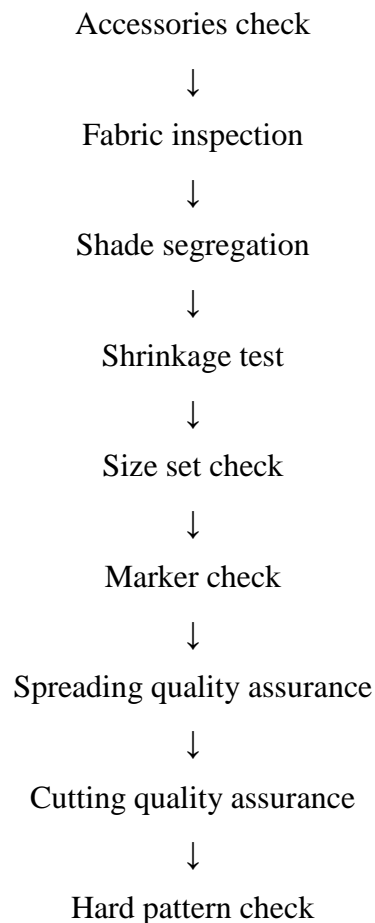 Accessories check
↓
Fabric inspection
↓
Shade segregation
↓
Shrinkage test
↓
Size set check
↓
Marker check
↓
Spreading quality assurance
↓
Cutting quality assurance
↓
Hard pattern check